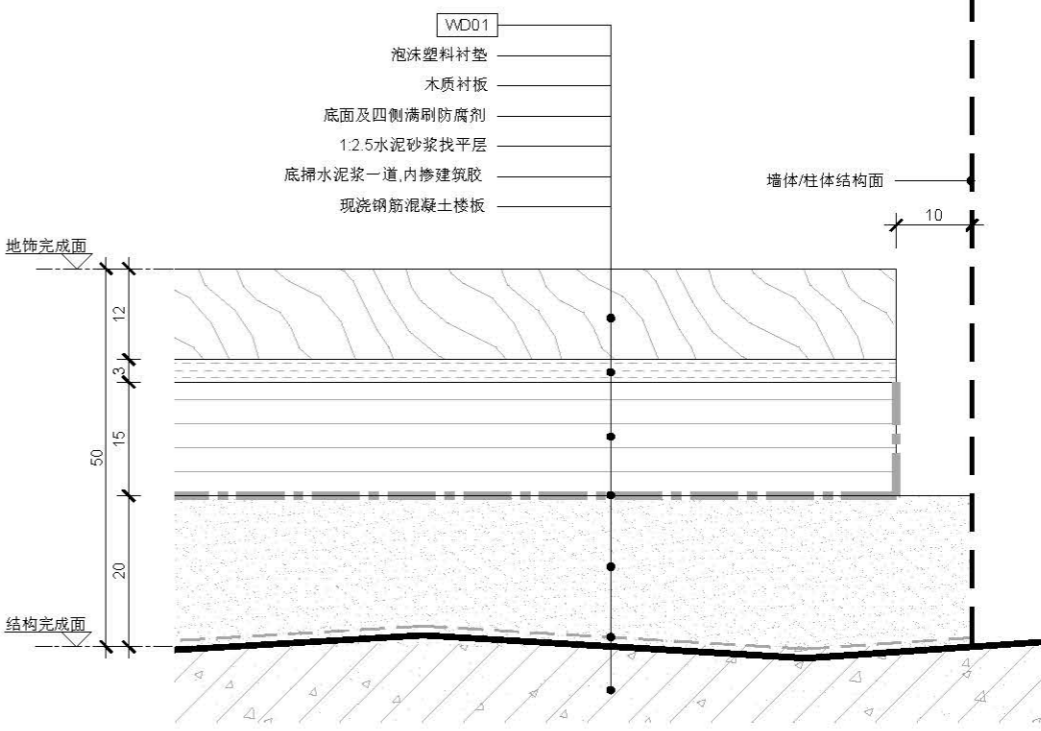 WD01
泡沫塑料衬垫
木质衬板
底面及四侧满刷防腐剂
1:2.5水泥砂浆找平层
底掃水泥浆一道,内掺建筑胶
现浇钢筋混凝土楼板
墙体/柱体结构面
10
地饰完成面
12
3
15
50
20
结构完成面